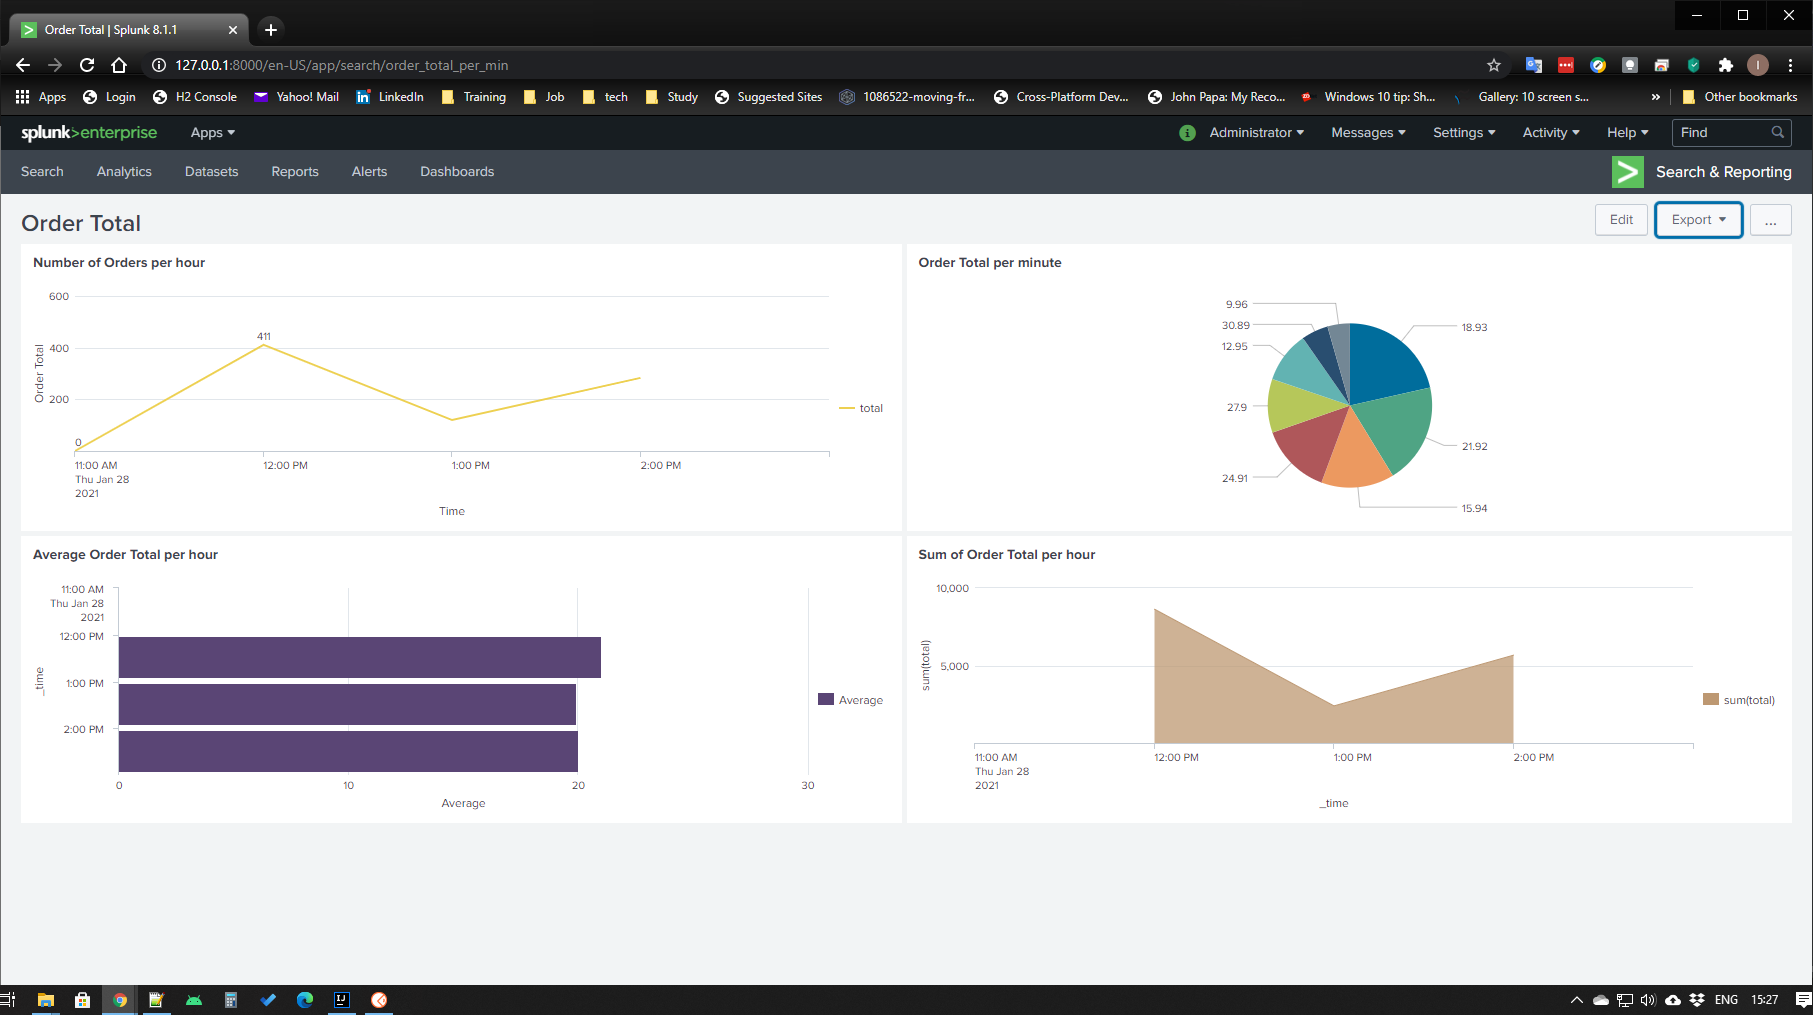 Order Total | Splunk 8.1.1
127.0.0.1:8000/en-US/app/search/order_total_per_min
Apps Login H2 Console Yahoo! Mail LinkedIn Training Job tech Study Suggested Sites 1086522-moving-fr... Cross-Platform Dev... John Papa: My Reco... Windows 10 tip: Sh... Gallery: 10 screen s... » Other bookmarks
splunk>enterprise Apps Administrator Messages Settings Activity Help Find
Search Analytics Datasets Reports Alerts Dashboards Search & Reporting
Order Total Edit Export ...
Number of Orders per hour
600
400
200
0
411
Order Total
11:00 AM 12:00 PM 1:00 PM 2:00 PM
Thu Jan 28
2021
Time
total
Order Total per minute
9.96
30.89
12.95
27.9
24.91
18.93
21.92
15.94
Average Order Total per hour
11:00 AM
Thu Jan 28
2021
12:00 PM
1:00 PM
2:00 PM
_time
0 10 20 30
Average
Average
Sum of Order Total per hour
10,000
5,000
sum(total)
11:00 AM 12:00 PM 1:00 PM 2:00 PM
Thu Jan 28
2021
_time
sum(total)
ENG 15:27